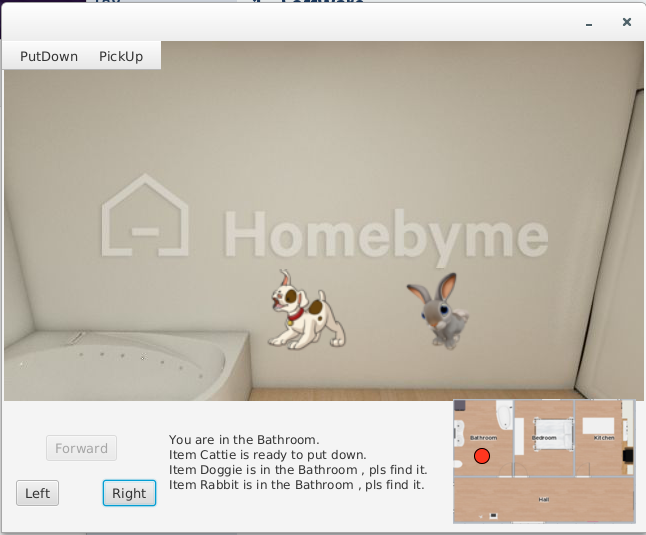 PutDown PickUp
Homebyme
Forward
Left Right
You are in the Bathroom.
Item Cattie is ready to put down.
Item Doggie is in the Bathroom , pls find it.
Item Rabbit is in the Bathroom , pls find it.
Bathroom Bedroom Kitchen
Hall